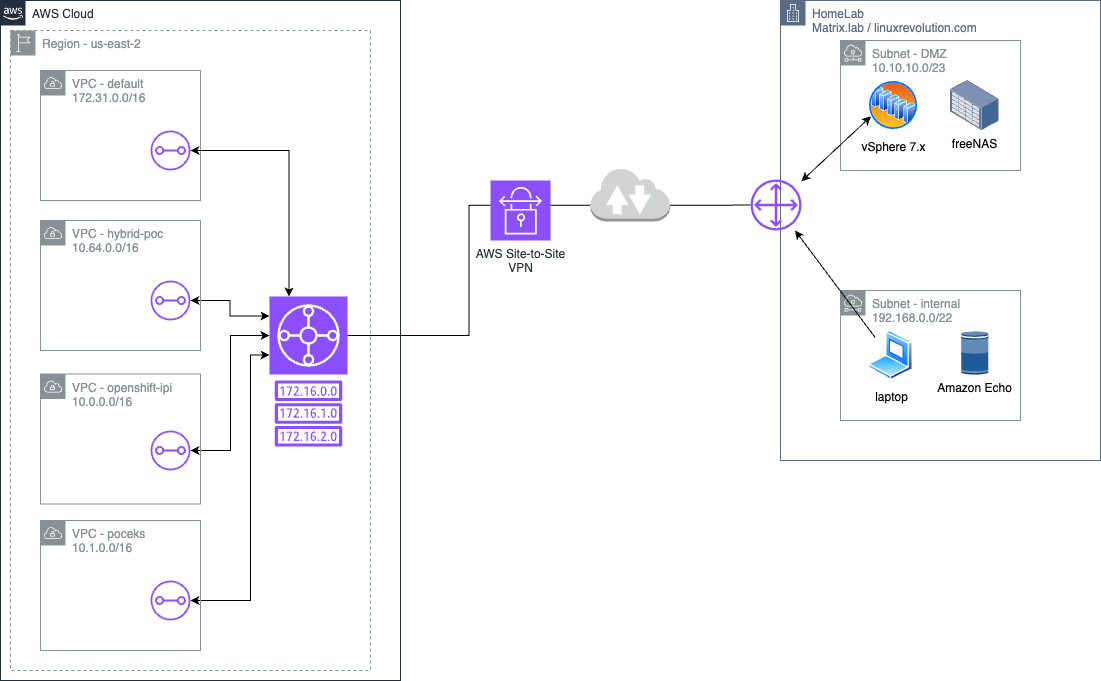 aws
AWS Cloud
Region - us-east-2
VPC - default
172.31.0.0/16
VPC - hybrid-poc
10.64.0.0/16
VPC - openshift-ipi
10.0.0.0/16
VPC - poceks
10.1.0.0/16
172.16.0.0
172.16.1.0
172.16.2.0
AWS Site-to-Site
VPN
HomeLab
Matrix.lab / linuxrevolution.com
Subnet - DMZ
10.10.10.0/23
vSphere 7.x
freeNAS
Subnet - internal
192.168.0.0/22
laptop
Amazon Echo